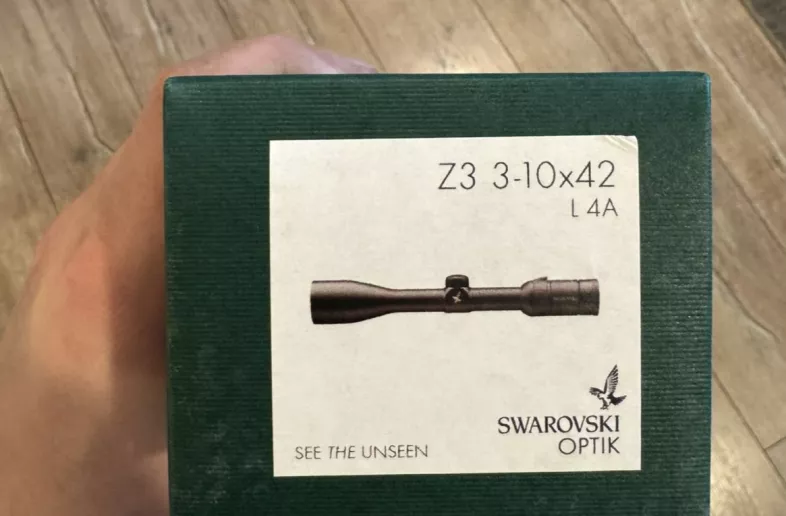 Z3 3-10x42
L 4A
SWAROVSKI
OPTIK
SEE THE UNSEEN